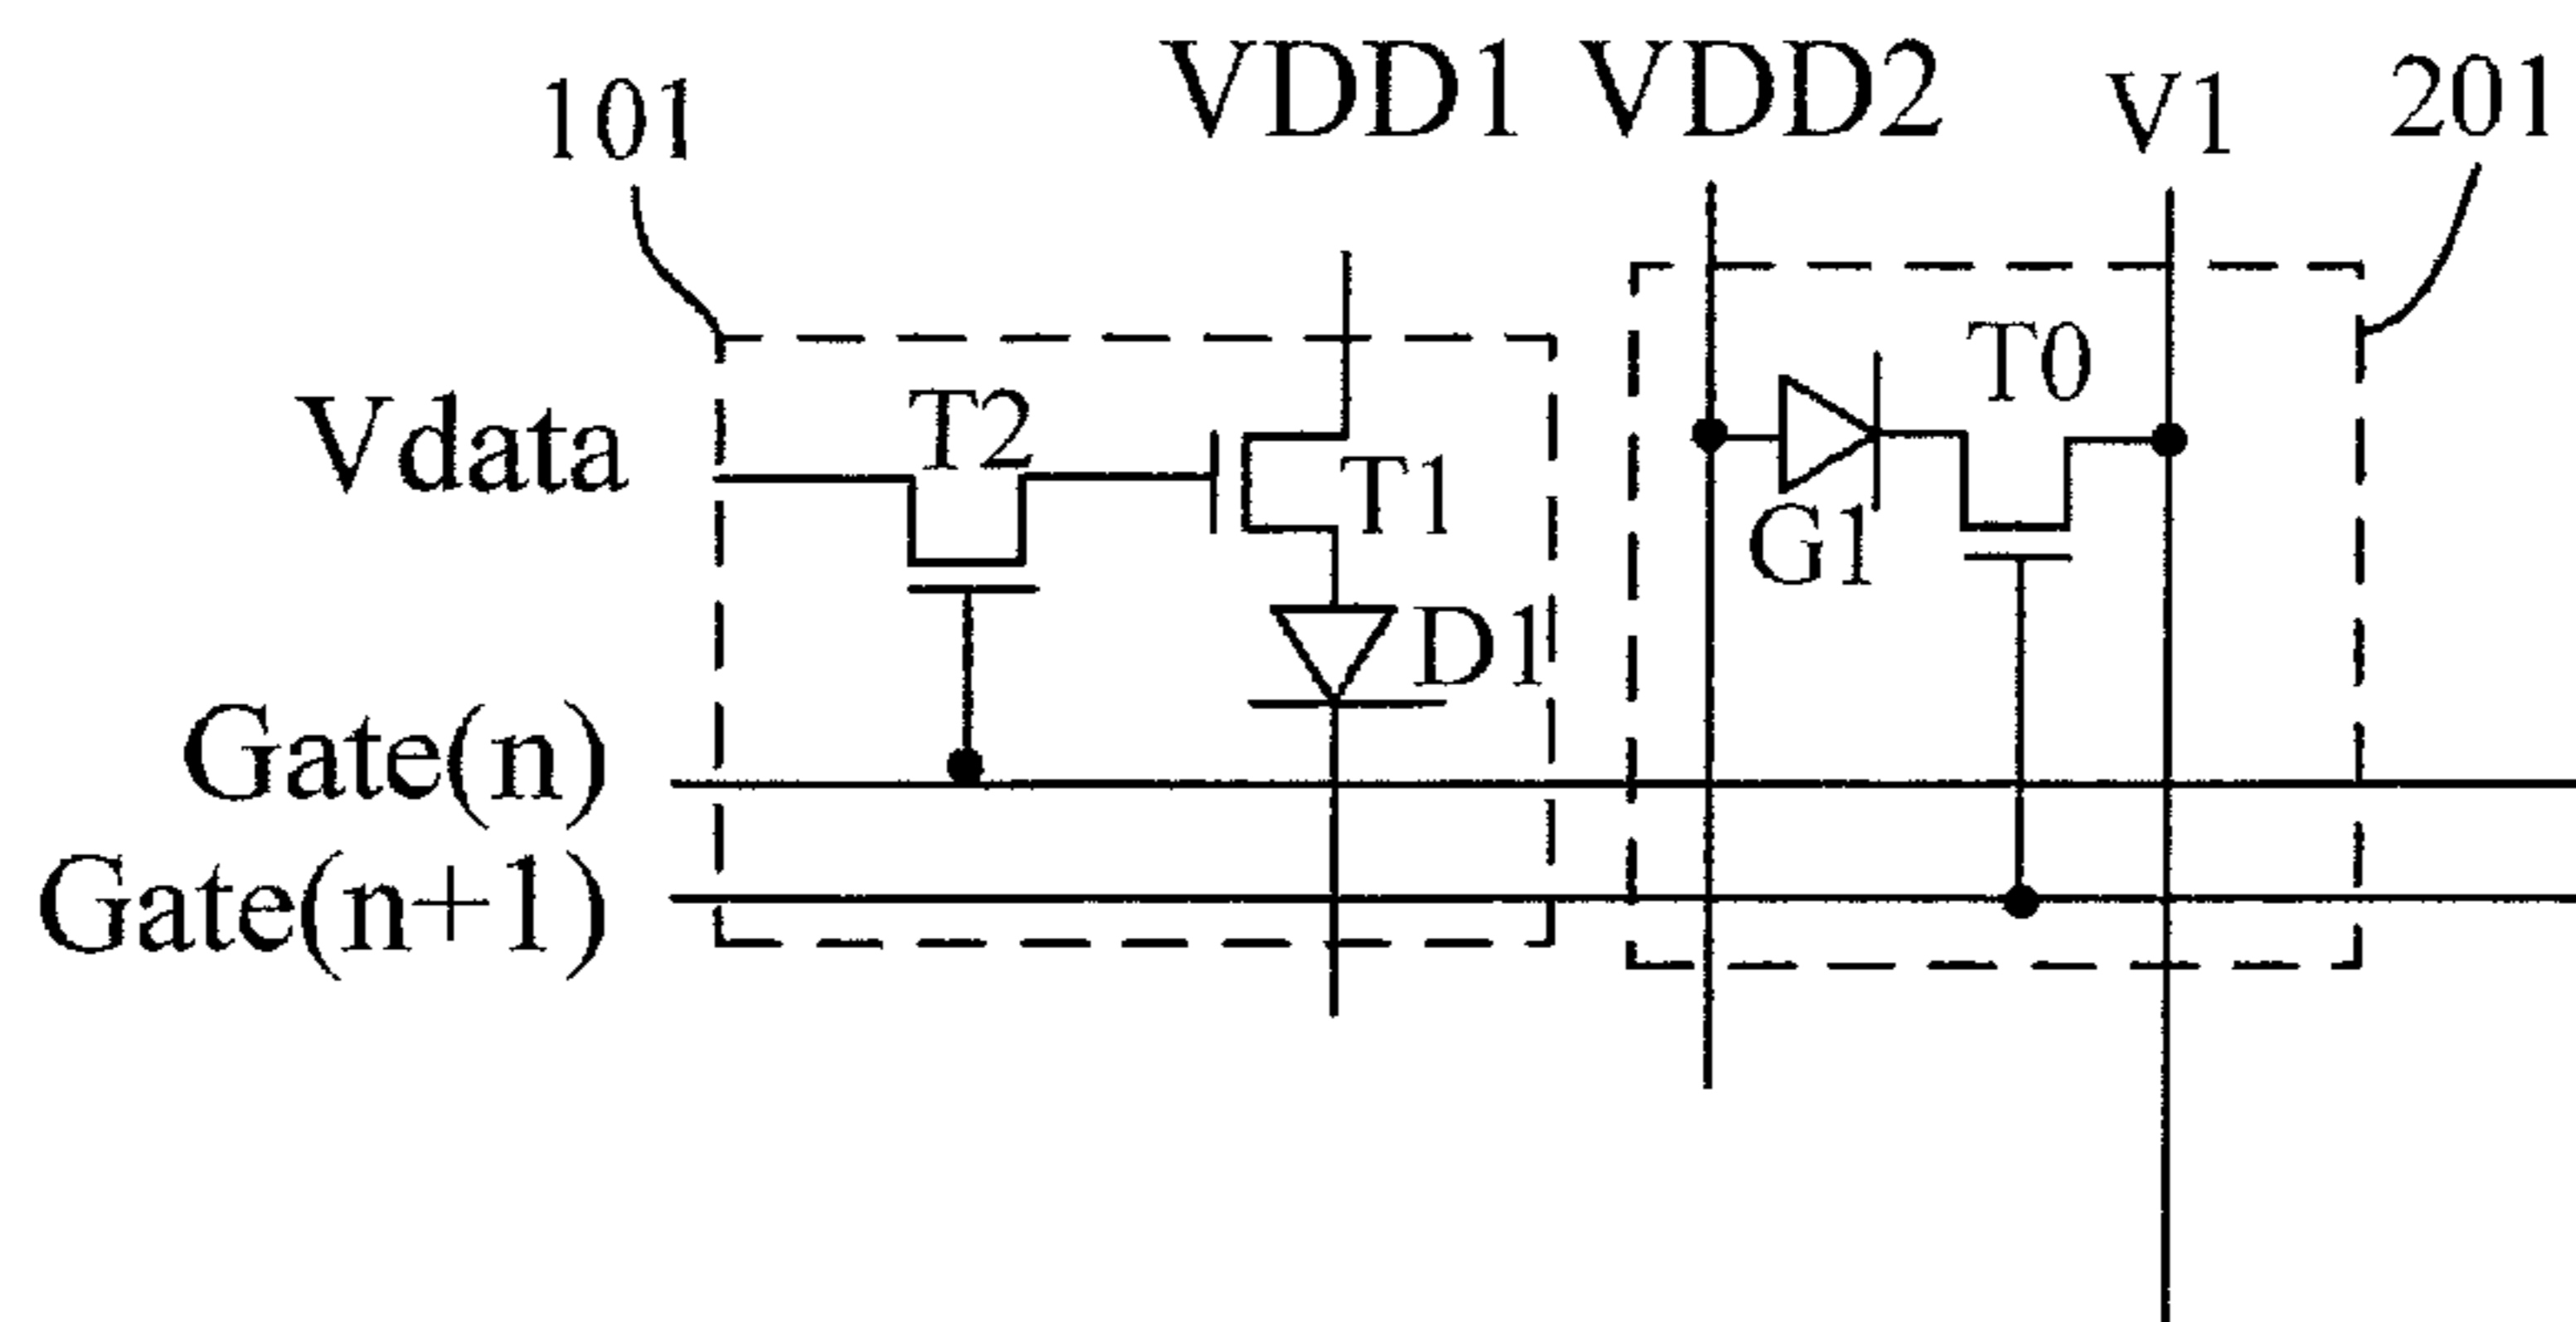 101 VDD1 VDD2 V1 201
Vdata T2 T1 T0
G1
D1
Gate(n)
Gate(n+1)